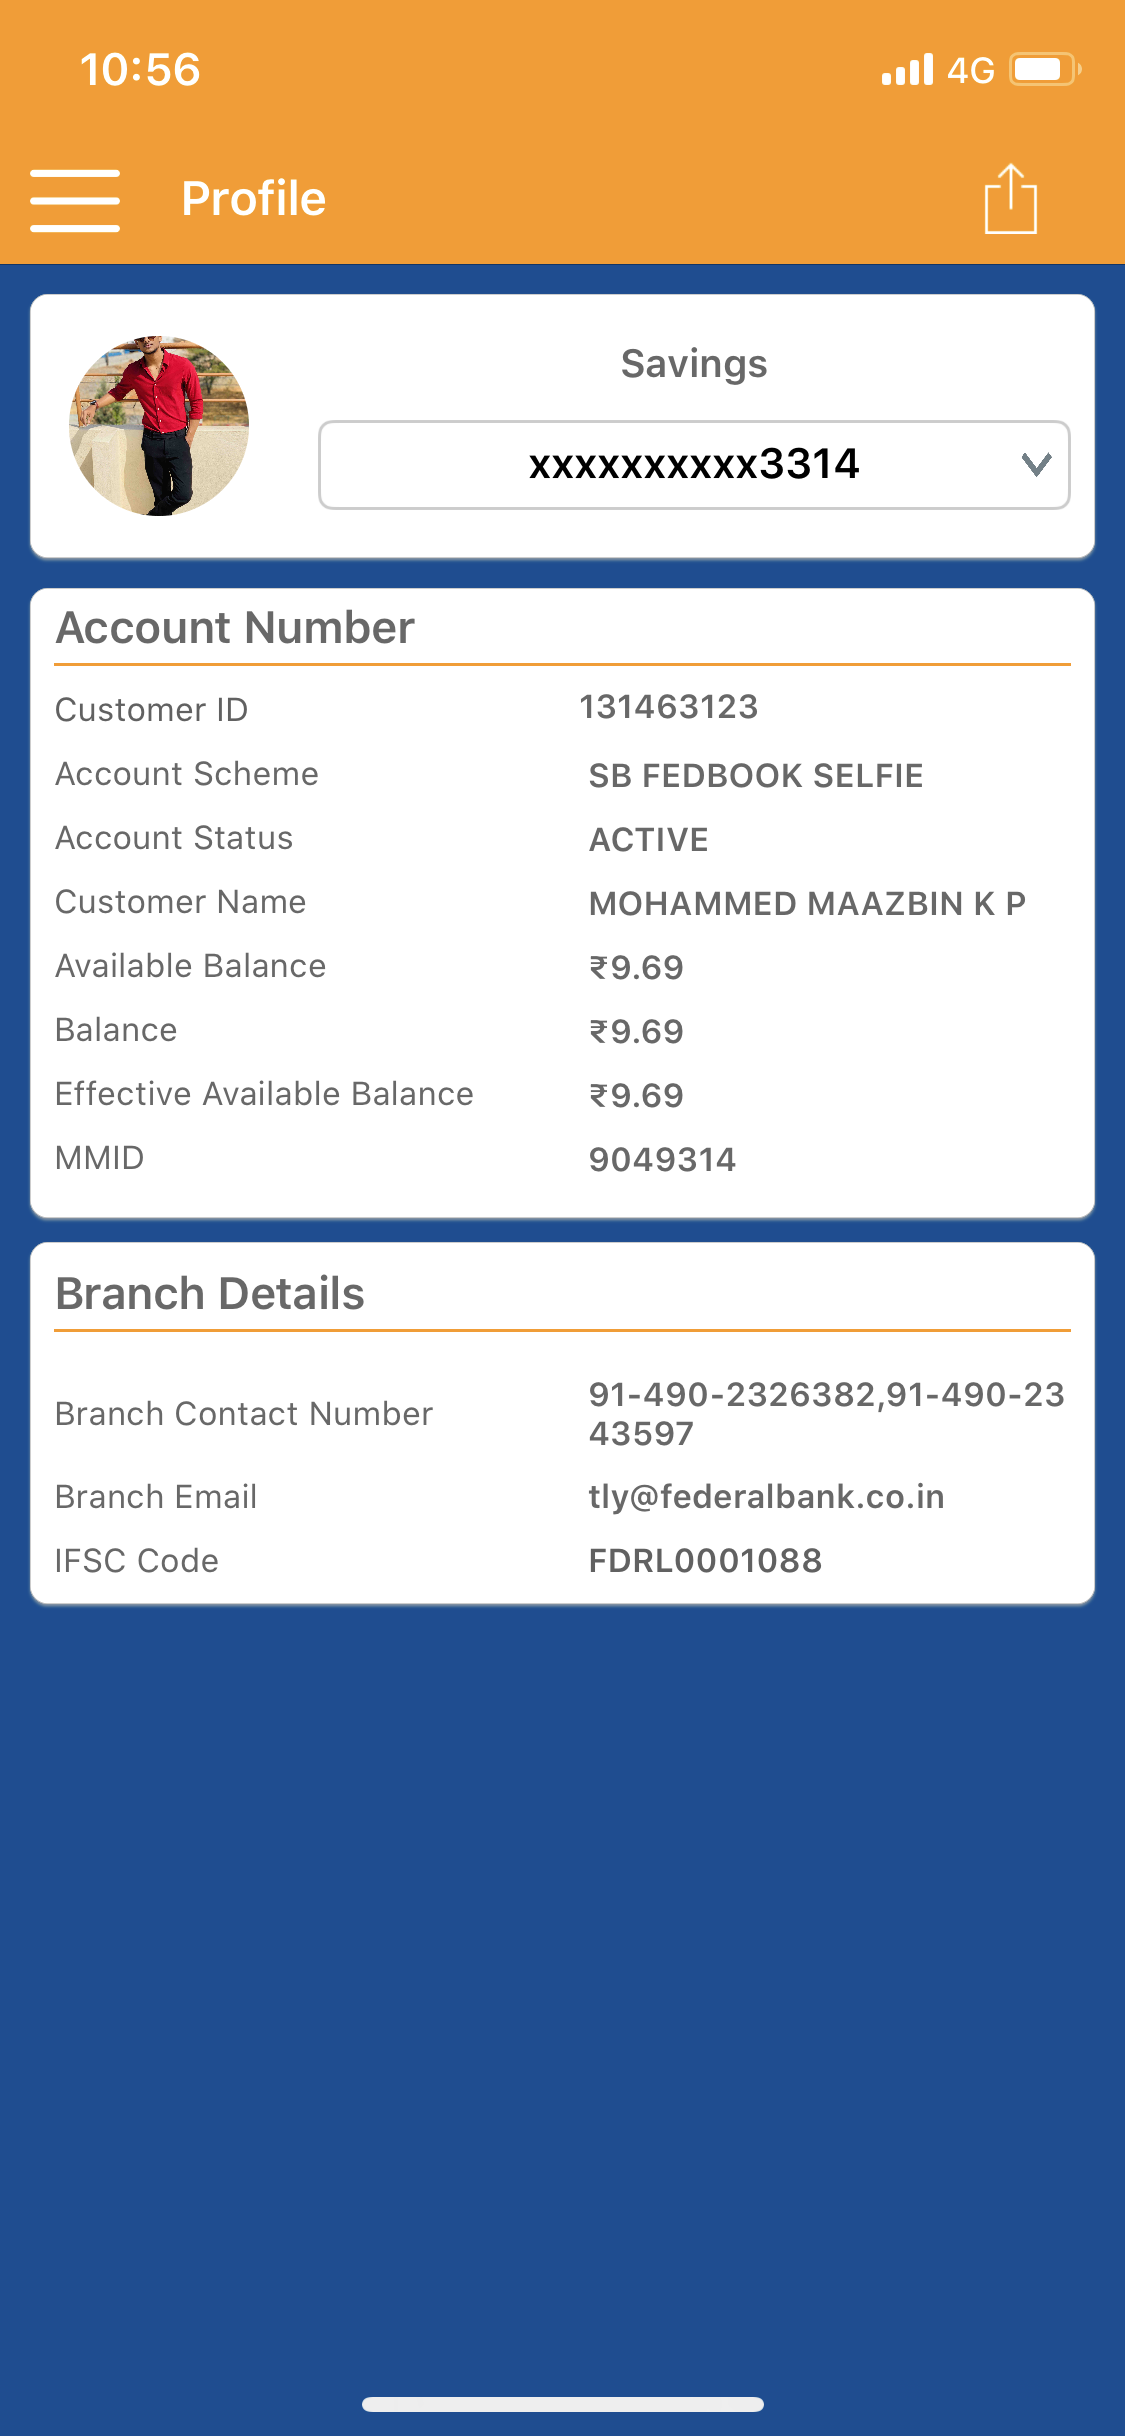 10:56 4G
Profile
Savings
xxxxxxxxxx3314
Account Number
Customer ID 131463123
Account Scheme SB FEDBOOK SELFIE
Account Status ACTIVE
Customer Name MOHAMMED MAAZBIN K P
Available Balance ₹9.69
Balance ₹9.69
Effective Available Balance ₹9.69
MMID 9049314
Branch Details
Branch Contact Number 91-490-2326382,91-490-23
43597
Branch Email tly@federalbank.co.in
IFSC Code FDRL0001088